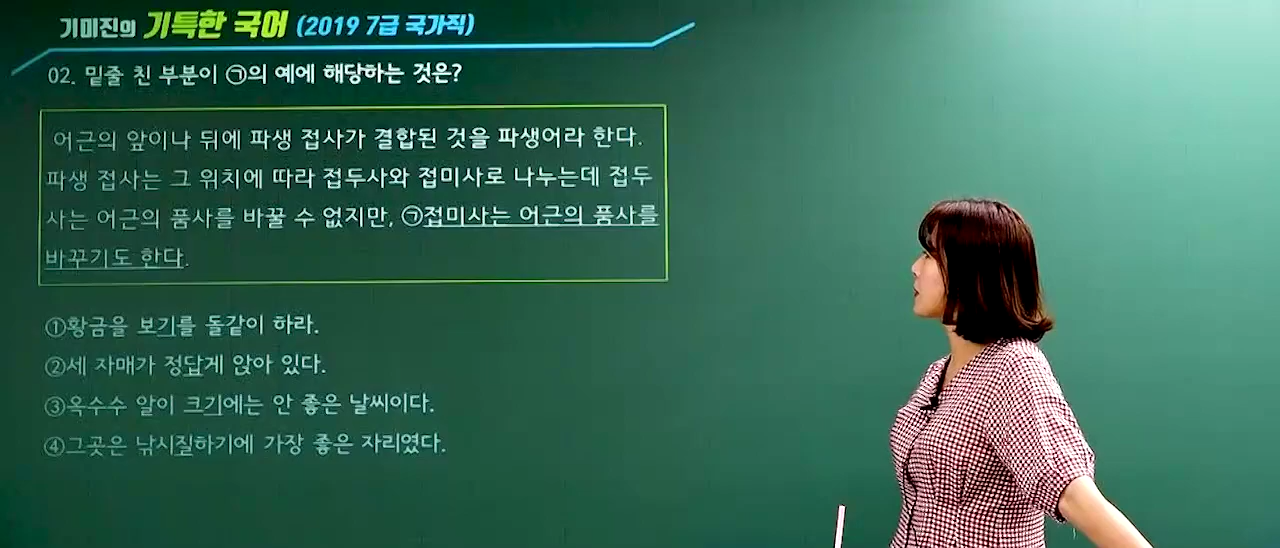 기미진의 기특한 국어 (2019 7급 국가직)
02. 밑줄 친 부분이 ㉠의 예에 해당하는 것은?
어근의 앞이나 뒤에 파생 접사가 결합된 것을 파생어라 한다.
파생 접사는 그 위치에 따라 접두사와 접미사로 나누는데 접두
사는 어근의 품사를 바꿀 수 없지만, ㉠접미사는 어근의 품사를
바꾸기도 한다.
①황금을 보기를 돌같이 하라.
②세 자매가 정답게 앉아 있다.
③옥수수 알이 크기에는 안 좋은 날씨이다.
④그곳은 낚시질하기에 가장 좋은 자리였다.